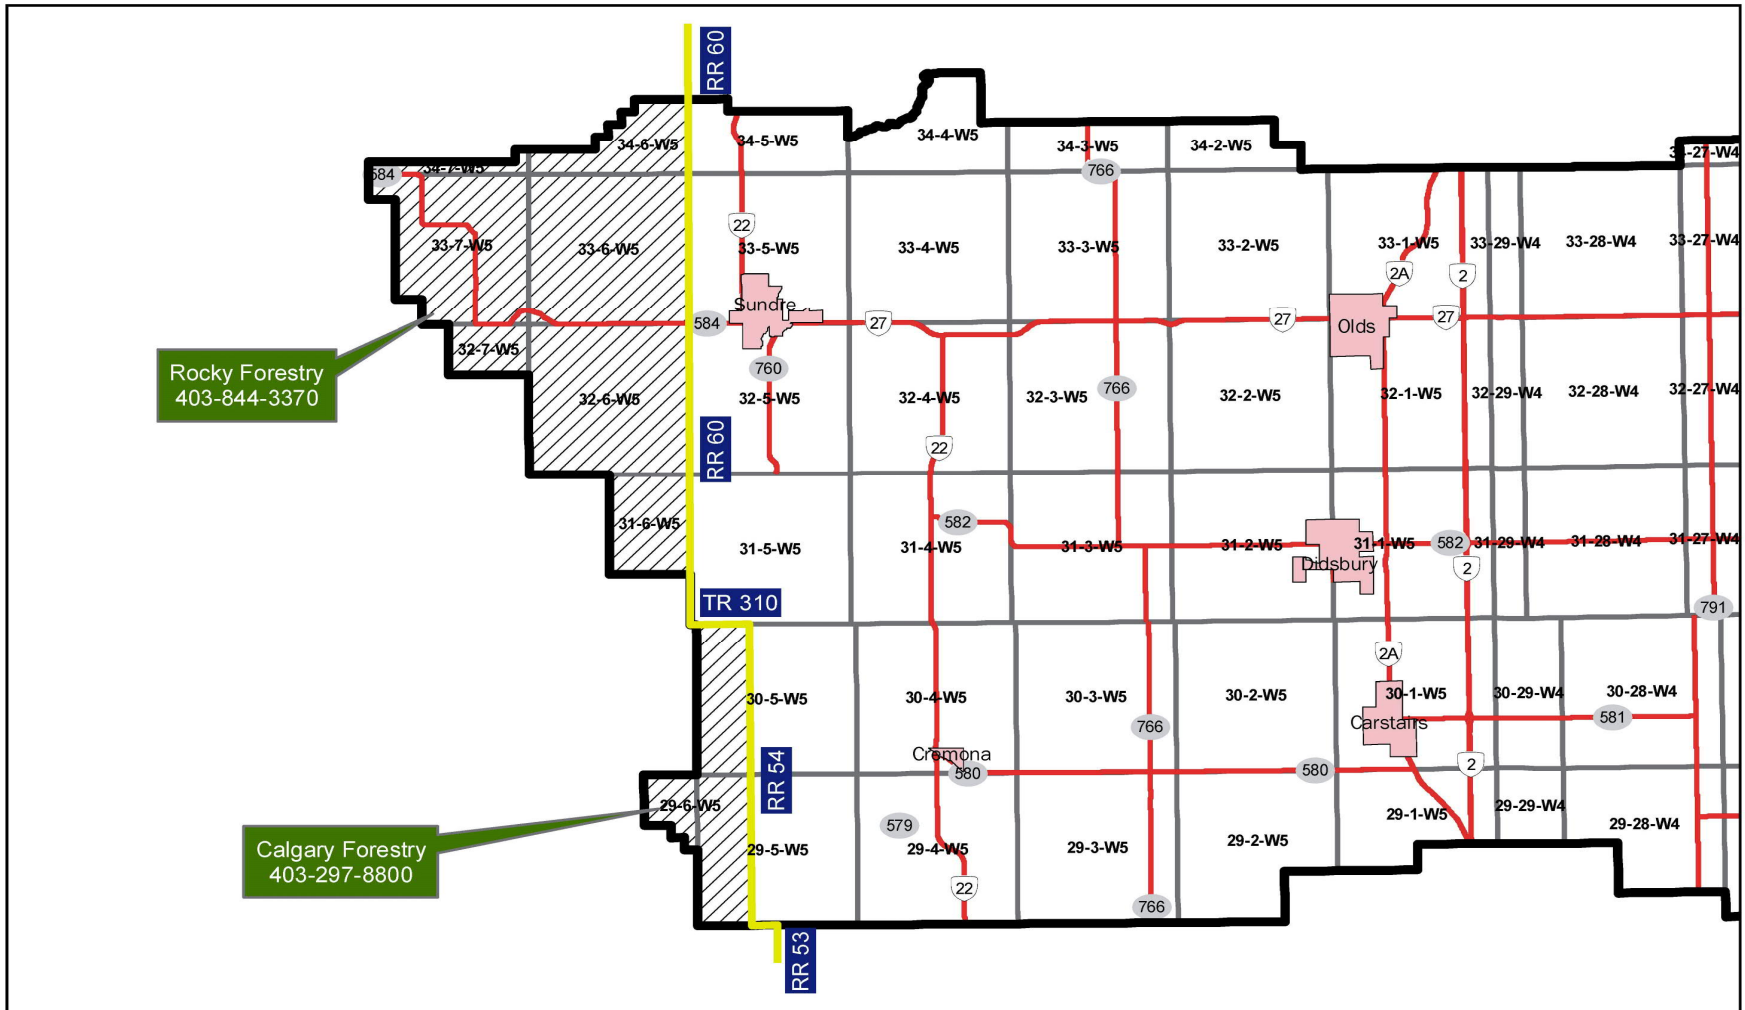 RR 60
34-4-W5
34-6-W5
34-5-W5
34-3-W5
34-2-W5
34-27-W4
34-7-W5
584
766
22
33-7-W5
33-6-W5
33-5-W5
33-4-W5
33-3-W5
33-2-W5
33-1-W5
33-29-W4
33-28-W4
33-27-W4
2A
2
Sundre
584
27
27
Olds
27
32-7-W5
Rocky Forestry
403-844-3370
760
766
32-6-W5
32-5-W5
32-4-W5
32-3-W5
32-2-W5
32-1-W5
32-29-W4
32-28-W4
32-27-W4
RR 60
22
31-6-W5
582
31-5-W5
31-4-W5
31-3-W5
31-2-W5
31-1-W5
582
31-29-W4
31-28-W4
31-27-W4
Didsbury
2
TR 310
791
2A
30-5-W5
30-4-W5
30-3-W5
30-2-W5
30-1-W5
30-29-W4
30-28-W4
766
Carstairs
581
Cremona
580
580
2
RR 54
29-6-W5
579
29-1-W5
29-29-W4
29-28-W4
Calgary Forestry
403-297-8800
29-5-W5
29-4-W5
29-3-W5
29-2-W5
22
766
RR 53